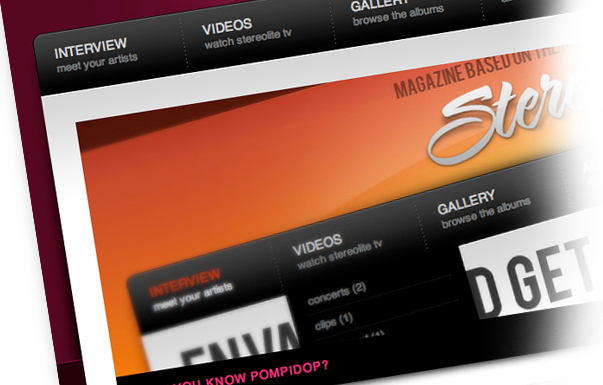 INTERVIEW
meet your artists
VIDEOS
watch stereolite tv
GALLERY
browse the albums
MAGAZINE BASED ON THE
Stere
INTERVIEW
meet your artists
VIDEOS
watch stereolite tv
GALLERY
browse the albums
concerts (2)
clips (1)
(1)
ENVA
D GET
YOU KNOW POMPIDOP?